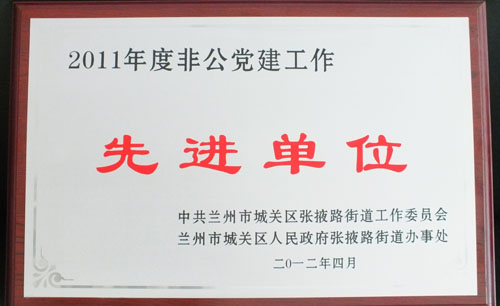 2011年度非公党建工作
先进单位
中共兰州市城关区张掖路街道工作委员会
兰州市城关区人民政府张掖路街道办事处
二〇一二年四月